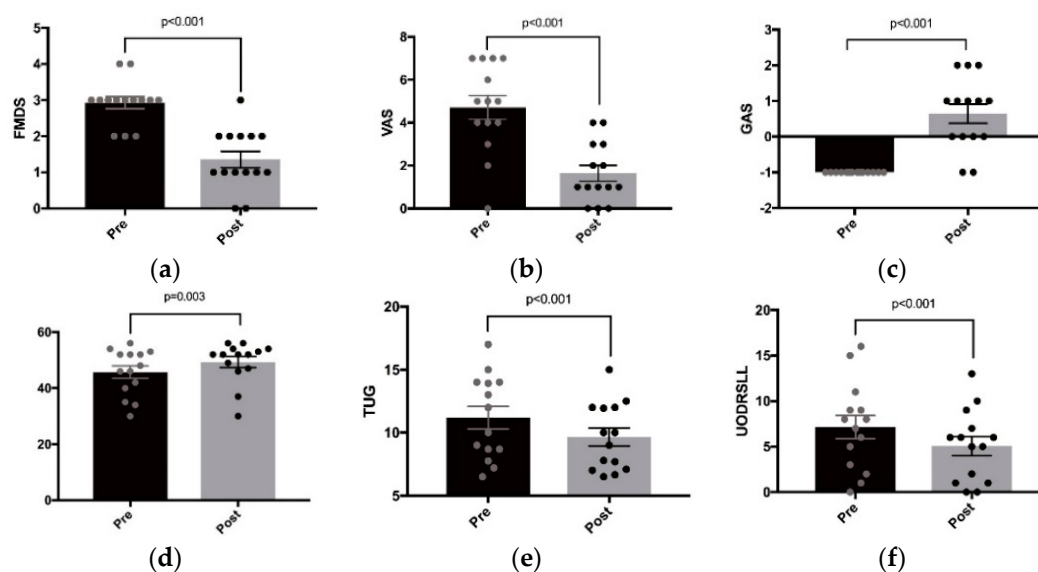 p<0.001
5
4
3
2
1
0
FMDS
Pre
Post
(a)
p<0.001
8
6
4
2
0
VAS
Pre
Post
(b)
p<0.001
3
2
1
0
-1
-2
GAS
Pre
Post
(c)
p=0.003
60
40
20
0
Pre
Post
(d)
p<0.001
20
15
10
5
TUG
Pre
Post
(e)
p<0.001
20
15
10
5
0
UODRSLL
Pre
Post
(f)